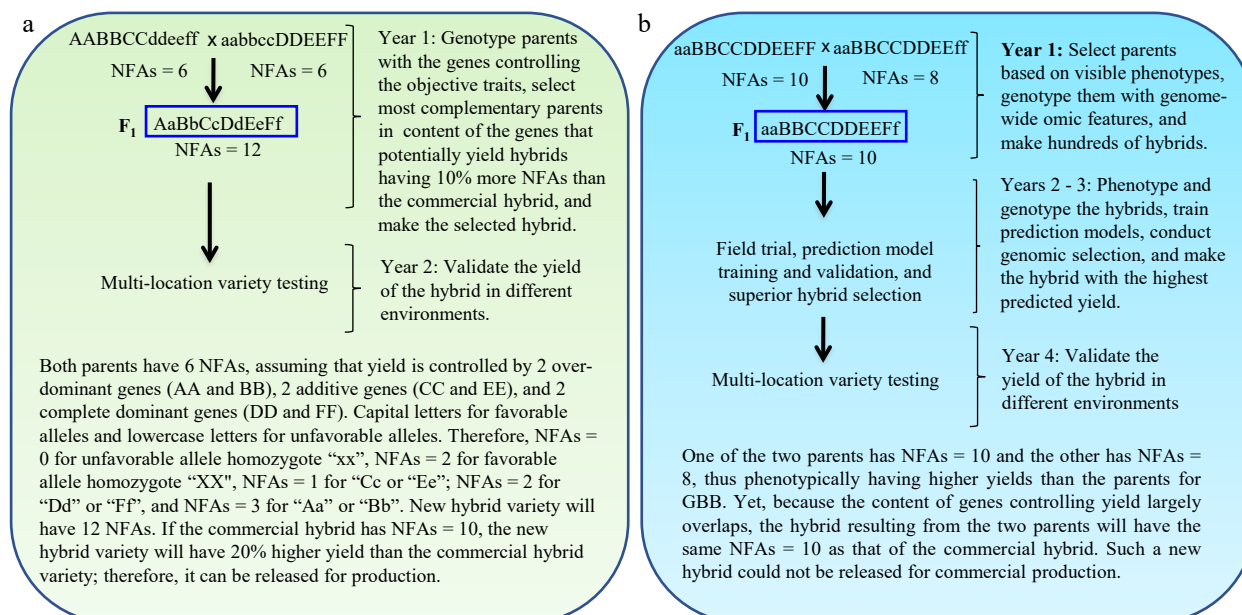 a
AABBCCddeeff x aabbccDDEEFF
NFAs = 6 NFAs = 6
F1 AaBbCcDdEeFf
NFAs = 12
Multi-location variety testing
Year 1: Genotype parents
with the genes controlling
the objective traits, select
most complementary parents
in content of the genes that
potentially yield hybrids
having 10% more NFAs than
the commercial hybrid, and
make the selected hybrid.
Year 2: Validate the yield
of the hybrid in different
environments.
Both parents have 6 NFAs, assuming that yield is controlled by 2 over-
dominant genes (AA and BB), 2 additive genes (CC and EE), and 2
complete dominant genes (DD and FF). Capital letters for favorable
alleles and lowercase letters for unfavorable alleles. Therefore, NFAs =
0 for unfavorable allele homozygote “xx”, NFAs = 2 for favorable
allele homozygote “XX", NFAs = 1 for “Cc or “Ee”; NFAs = 2 for
“Dd” or “Ff”, and NFAs = 3 for “Aa” or “Bb”. New hybrid variety will
have 12 NFAs. If the commercial hybrid has NFAs = 10, the new
hybrid variety will have 20% higher yield than the commercial hybrid
variety; therefore, it can be released for production.
b
aaBBCCDDEEFF x aaBBCCDDEEff
NFAs = 10 NFAs = 8
F1 aaBBCCDDEEFf
NFAs = 10
Field trial, prediction model
training and validation, and
superior hybrid selection
Multi-location variety testing
Year 1: Select parents
based on visible phenotypes,
genotype them with genome-
wide omic features, and
make hundreds of hybrids.
Years 2 - 3: Phenotype and
genotype the hybrids, train
prediction models, conduct
genomic selection, and make
the hybrid with the highest
predicted yield.
Year 4: Validate the
yield of the hybrid in
different environments
One of the two parents has NFAs = 10 and the other has NFAs =
8, thus phenotypically having higher yields than the parents for
GBB. Yet, because the content of genes controlling yield largely
overlaps, the hybrid resulting from the two parents will have the
same NFAs = 10 as that of the commercial hybrid. Such a new
hybrid could not be released for commercial production.